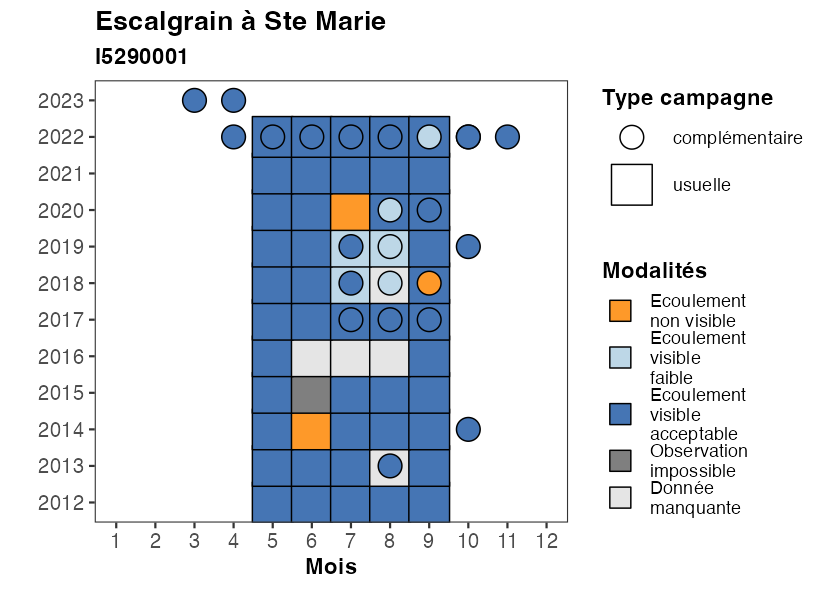 Escalgrain à Ste Marie
I5290001
2023
2022
2021
2020
2019
2018
2017
2016
2015
2014
2013
2012
1 2 3 4 5 6 7 8 9 10 11 12
Mois
Type campagne
complémentaire
usuelle
Modalités
Ecoulement
non visible
Ecoulement
visible
faible
Ecoulement
visible
acceptable
Observation
impossible
Donnée
manquante